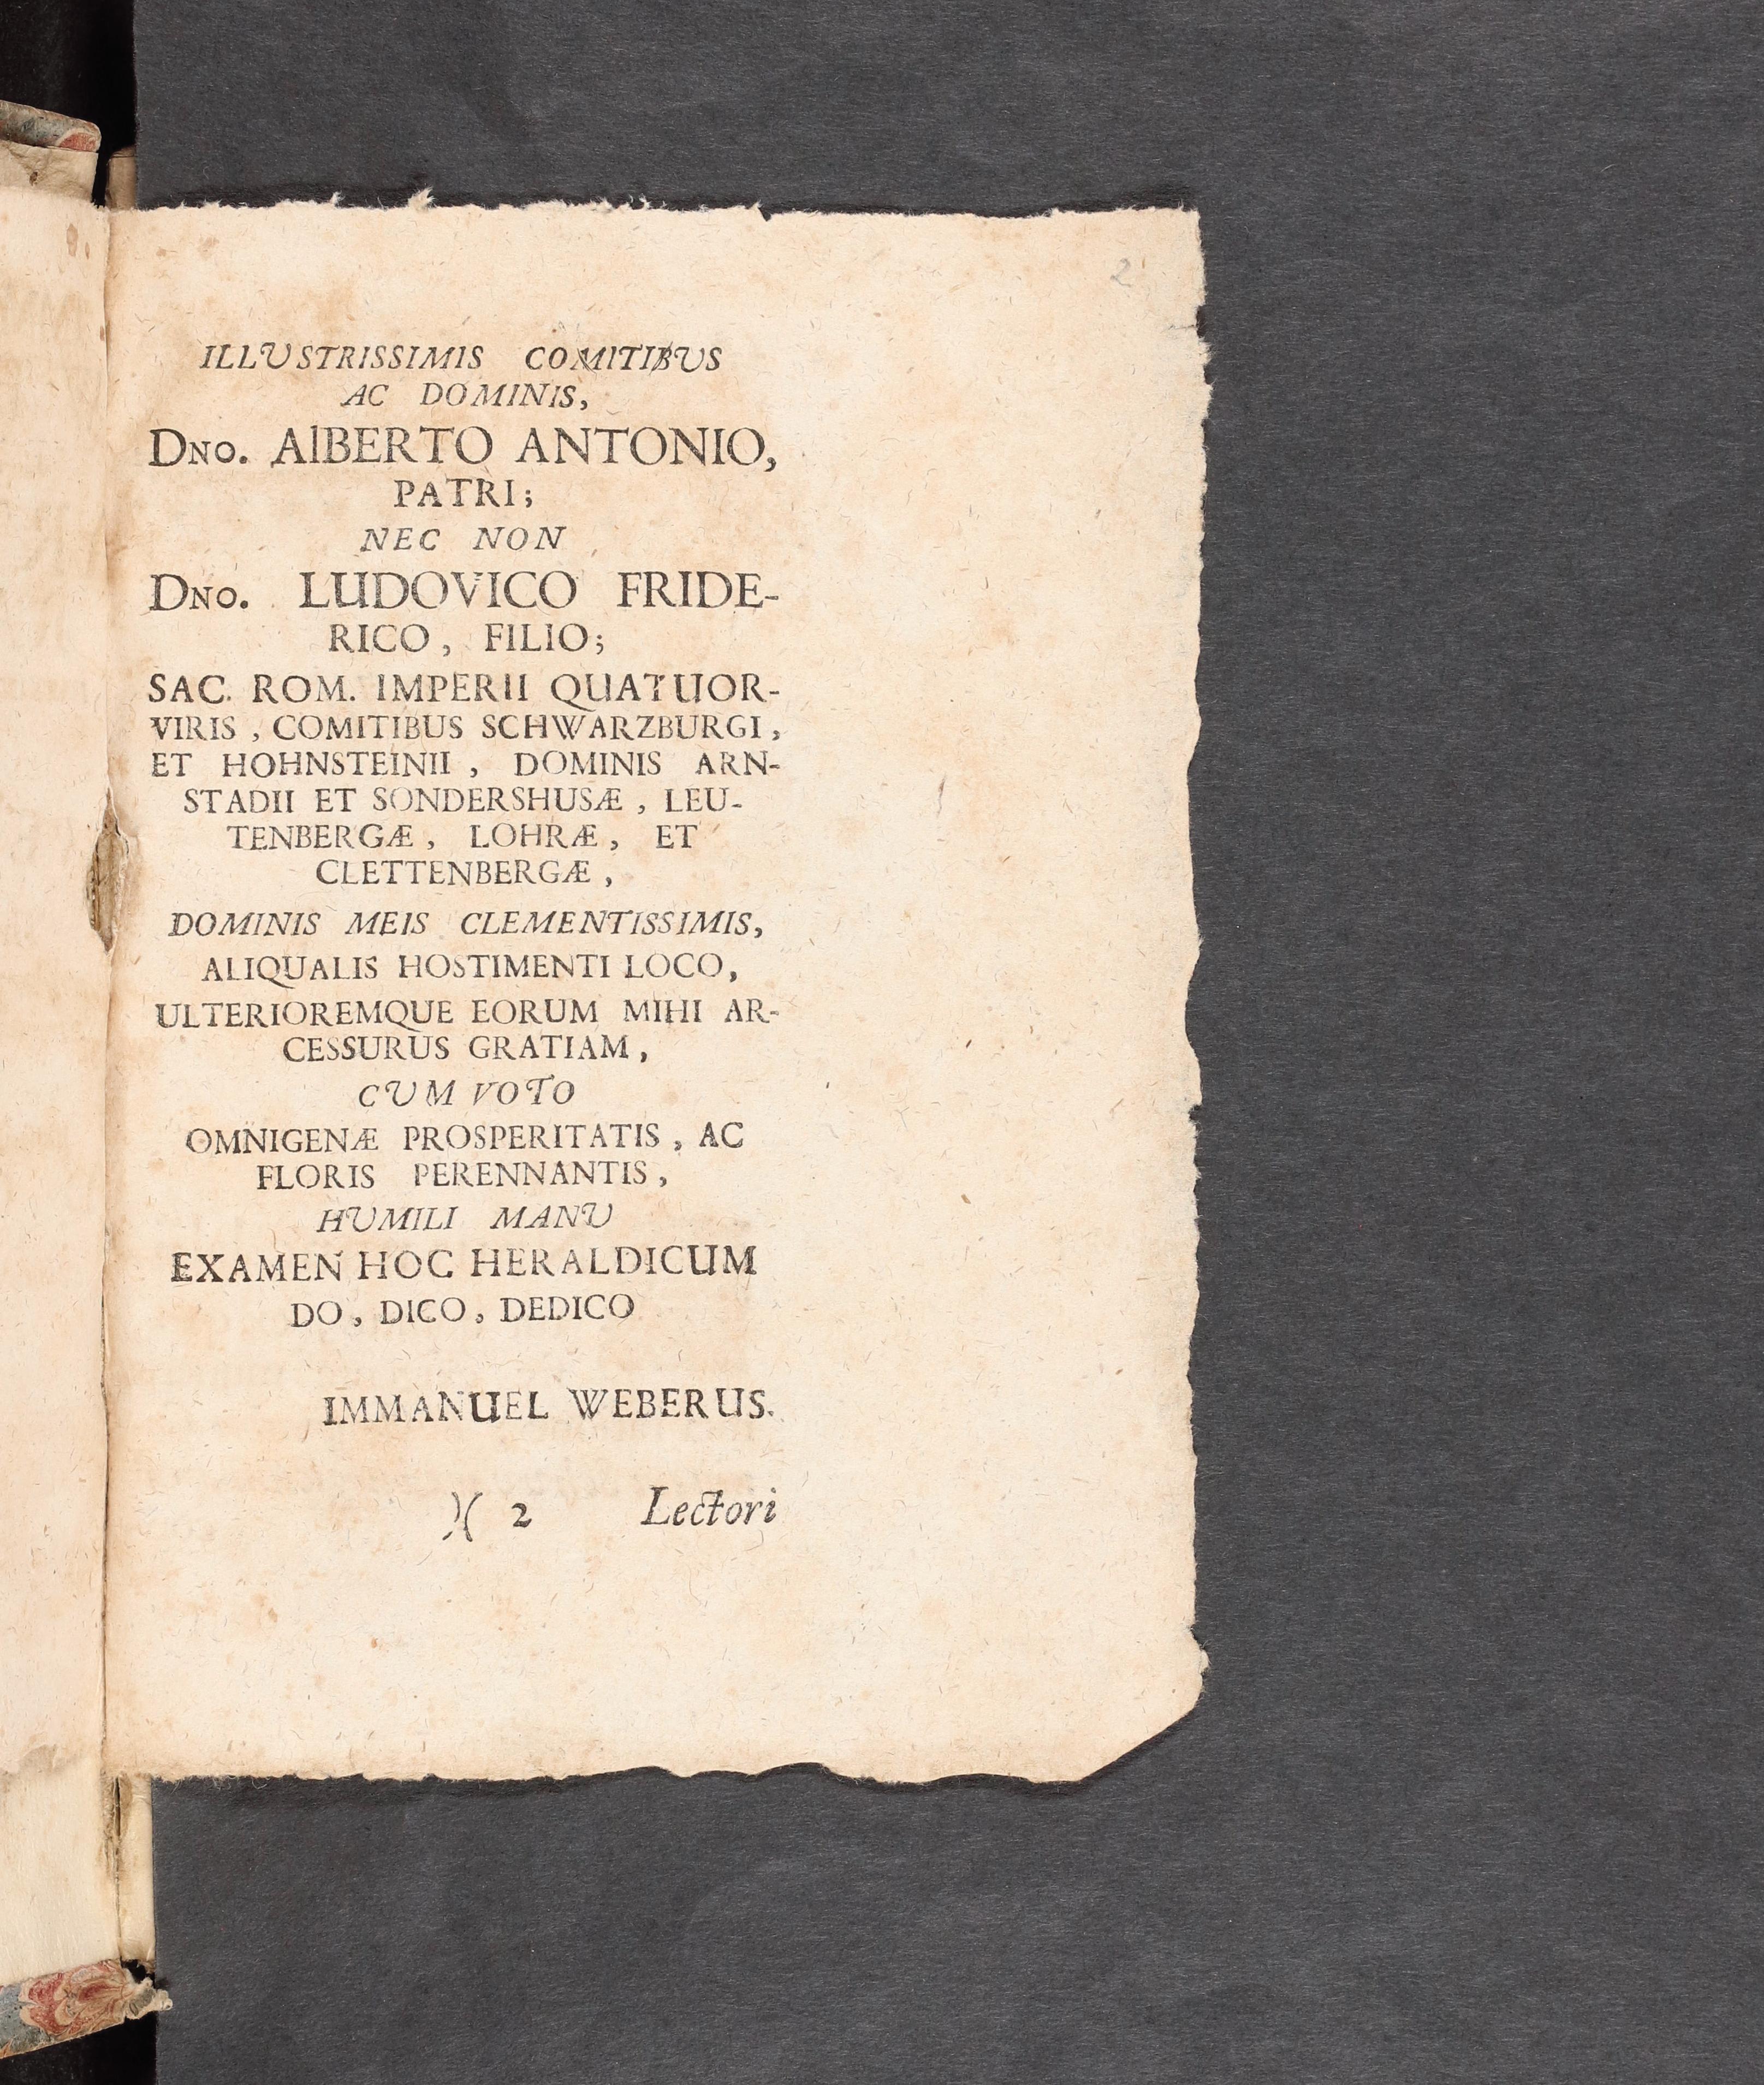 2
ILLUSTRISSIMIS COMITIBUS
AC DOMINIS,
DNO. AlBERTO ANTONIO,
PATRI;
NEC NON
DNO. LUDOVICO FRIDE-
RICO, FILIO;
SAC. ROM. IMPERII QUATUOR-
VIRIS, COMITIBUS SCHWARZBURGI,
ET HOHNSTEINII, DOMINIS ARN-
STADII ET SONDERSHUSÆ, LEU-
TENBERGÆ, LOHRÆ, ET
CLETTENBERGÆ,
DOMINIS MEIS CLEMENTISSIMIS,
ALIQUALIS HOSTIMENTI LOCO,
ULTERIOREMQUE EORUM MIHI AR-
CESSURUS GRATIAM,
CUM VOTO
OMNIGENÆ PROSPERITATIS, AC
FLORIS PERENNANTIS,
HUMILI MANU
EXAMEN HOC HERALDICUM
DO, DICO, DEDICO
IMMANUEL WEBERUS.
)( 2 Lectori